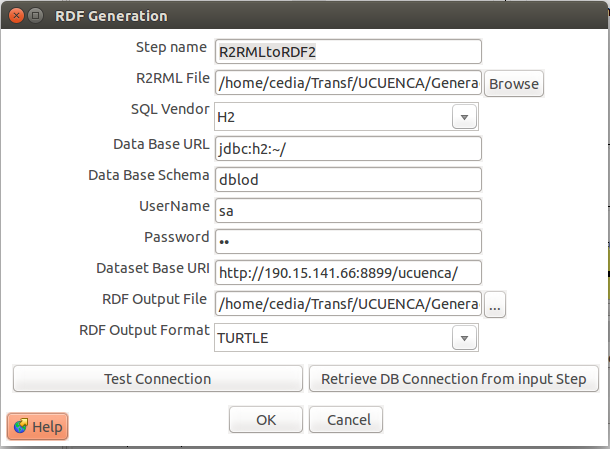 RDF Generation
Step name R2RMLtoRDF2
R2RML File /home/cedia/Transf/UCUENCA/Genera Browse
SQL Vendor H2
Data Base URL jdbc:h2:~/
Data Base Schema dblod
UserName sa
Password ••
Dataset Base URI http://190.15.141.66:8899/ucuenca/
RDF Output File /home/cedia/Transf/UCUENCA/Genera ...
RDF Output Format TURTLE
Test Connection Retrieve DB Connection from input Step
OK Cancel
Help